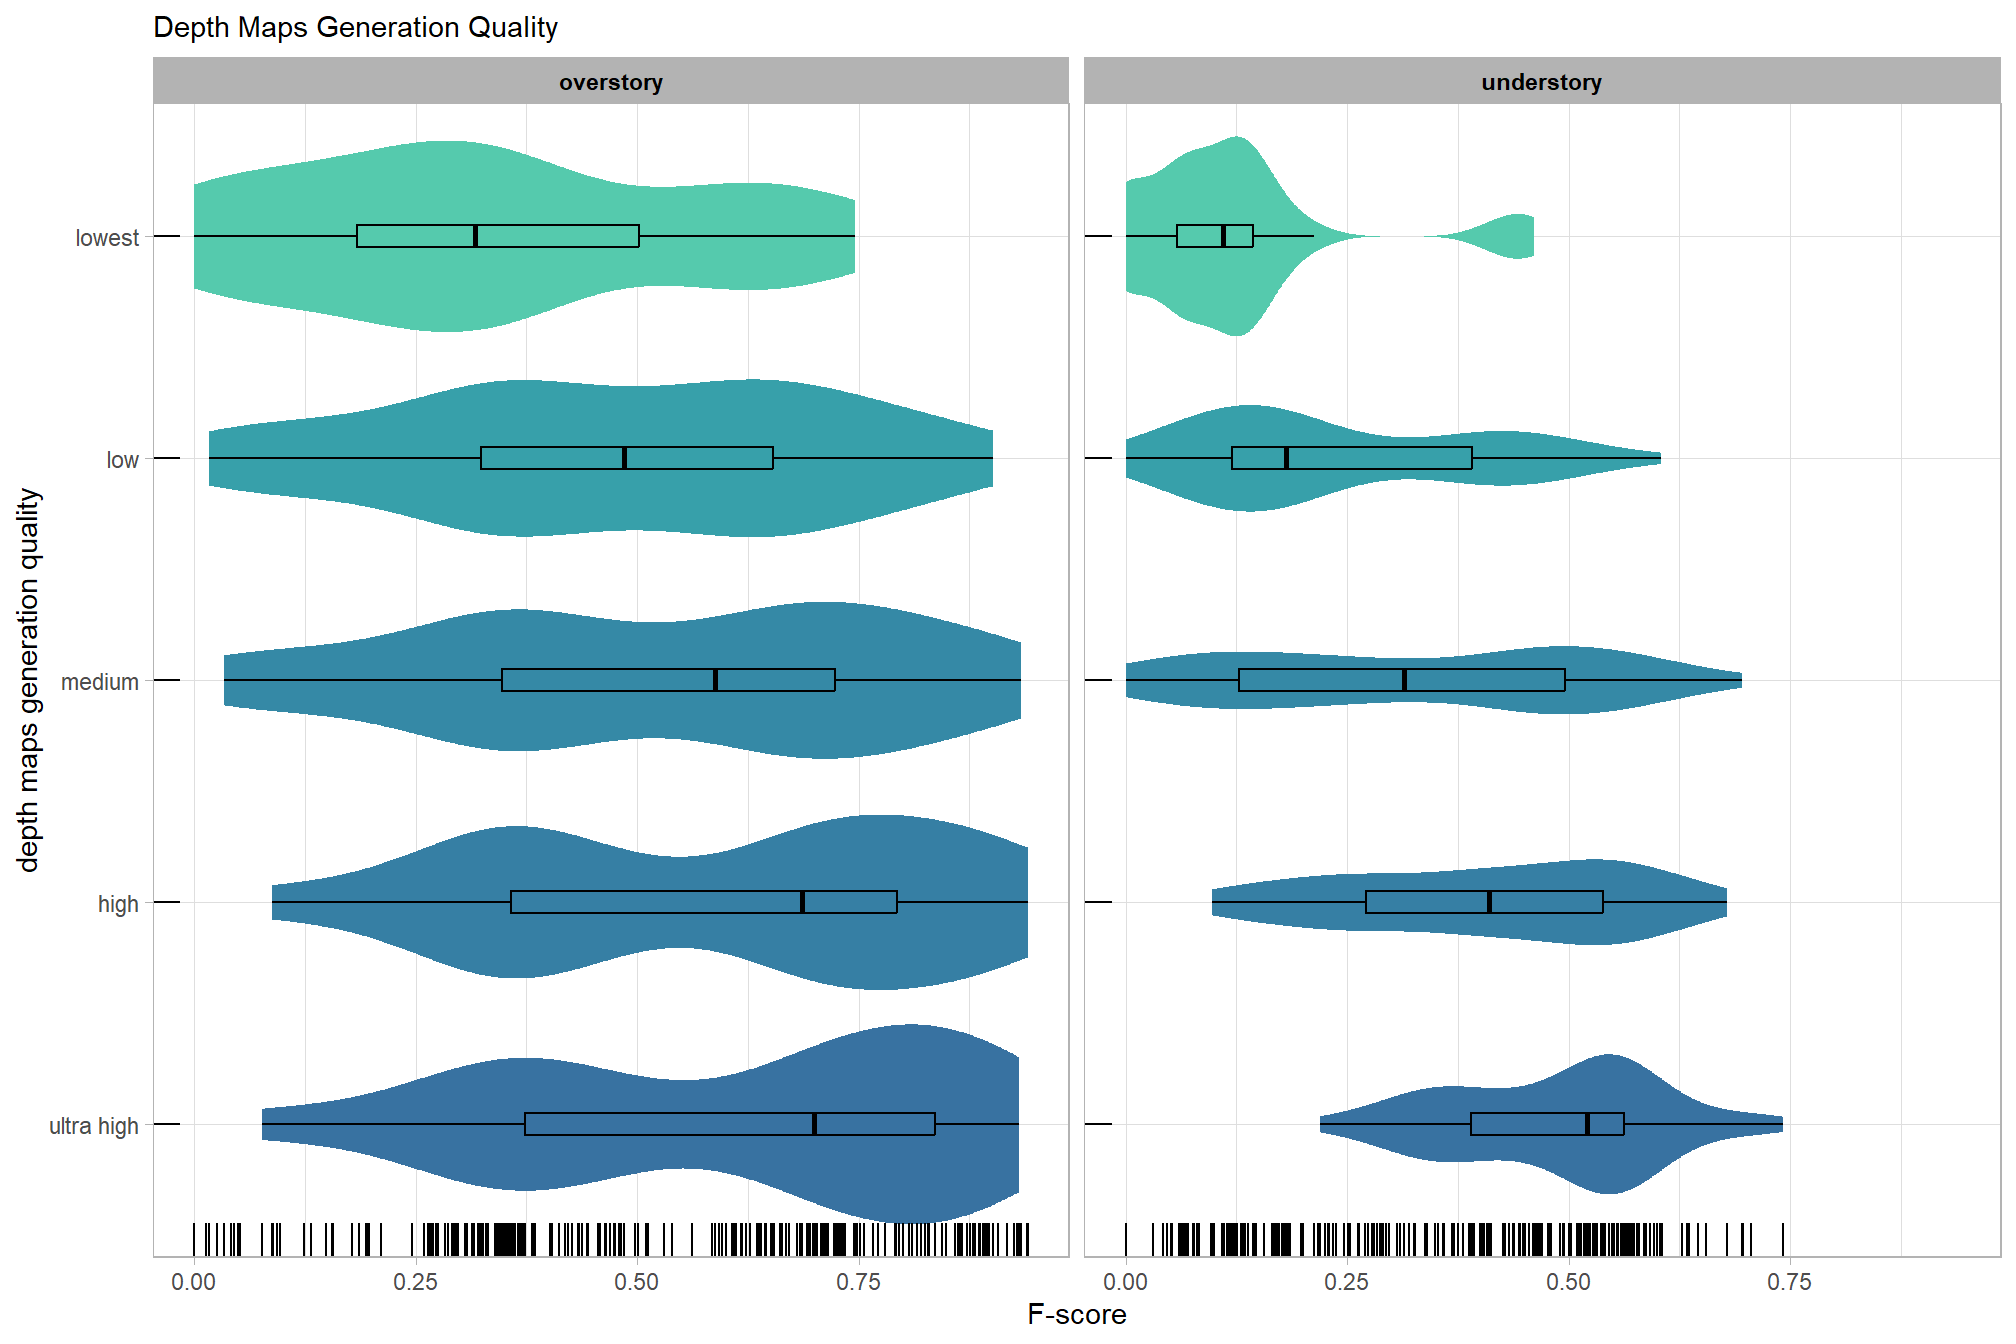 Depth Maps Generation Quality
overstory
understory
depth maps generation quality
lowest
low
medium
high
ultra high
0.00 0.25 0.50 0.75
0.00 0.25 0.50 0.75
F-score